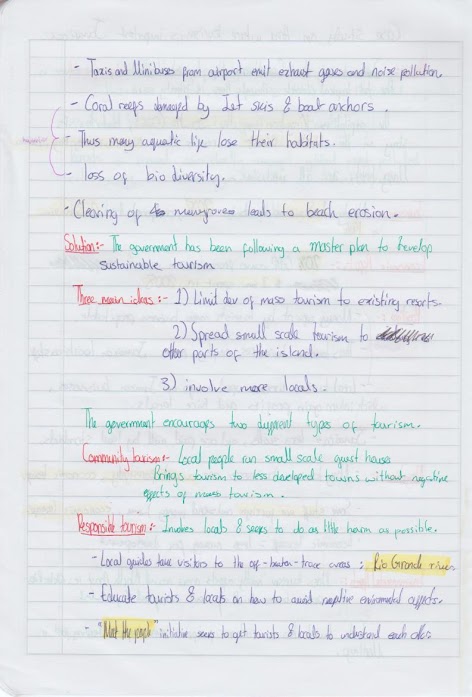 - Taxis and Minibuses from airport emit exhaust gases and noise pollution.
- Coral reefs damaged by Jet skis & boat anchors.
- Thus many aquatic life lose their habitats.
- loss of bio diversity.
- Clearing of mangroves leads to beach erosion.
Solution:- The government has been following a master plan to develop
sustainable tourism
Three main ideas:- 1) Limit dev of mass tourism to existing resorts.
2) Spread small scale tourism to
other parts of the island.
3) involve more locals.
The government encourages two different types of tourism.
Community tourism:- Local people run small scale guest house
Brings tourism to less developed towns without negative
effects of mass tourism.
Responsible tourism:- Involves locals & seeks to do as little harm as possible.
- Local guides take visitors to the off-beaten-trace areas : Rio Grande river
- Educate tourists & locals on how to avoid negative
- "Meet the people" initiative seeks to get tourists & locals to understand each